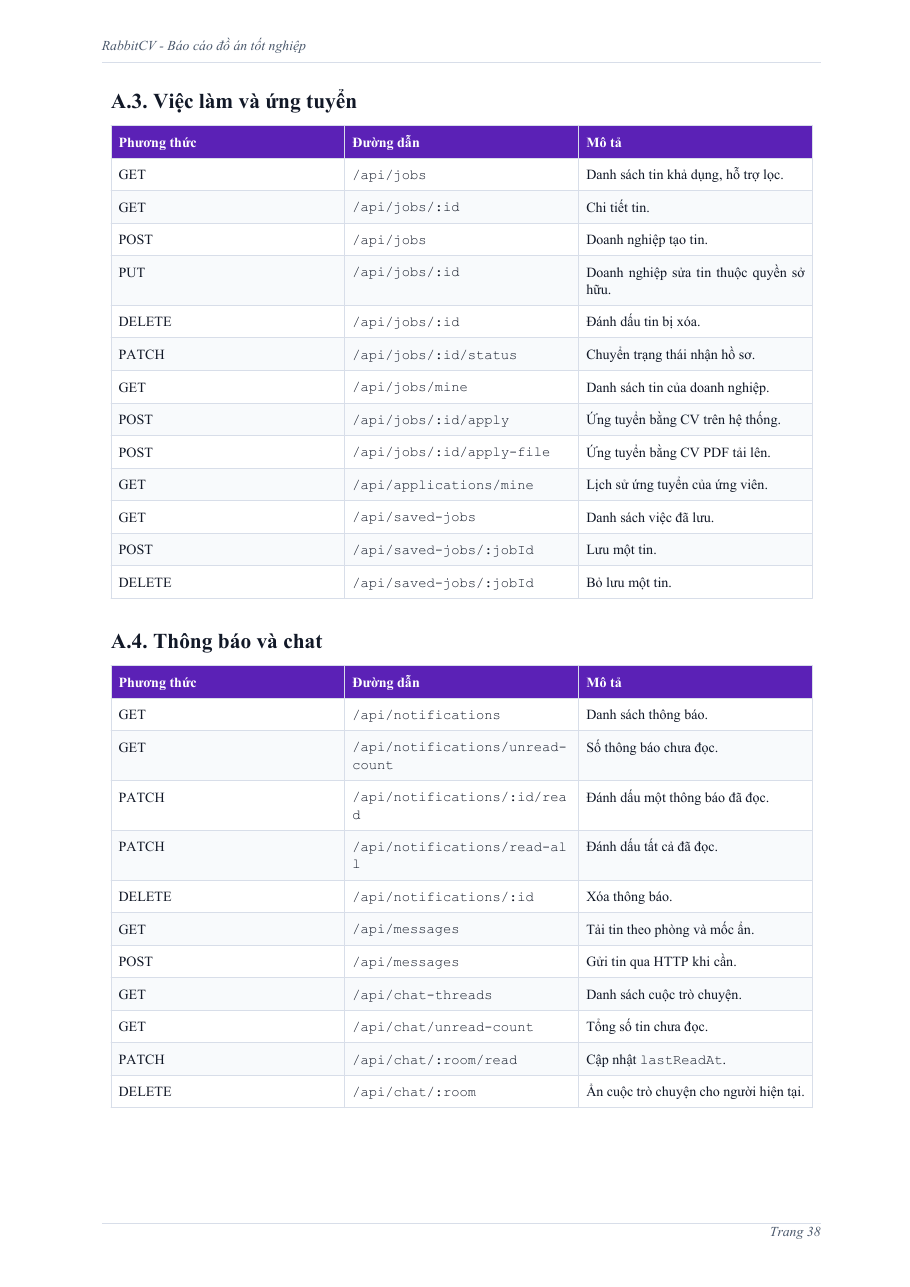 RabbitCV - Báo cáo đồ án tốt nghiệp
A.3. Việc làm và ứng tuyển
Phương thức Đường dẫn Mô tả
GET /api/jobs Danh sách tin khả dụng, hỗ trợ lọc.
GET /api/jobs/:id Chi tiết tin.
POST /api/jobs Doanh nghiệp tạo tin.
PUT /api/jobs/:id Doanh nghiệp sửa tin thuộc quyền sở
hữu.
DELETE /api/jobs/:id Đánh dấu tin bị xóa.
PATCH /api/jobs/:id/status Chuyển trạng thái nhận hồ sơ.
GET /api/jobs/mine Danh sách tin của doanh nghiệp.
POST /api/jobs/:id/apply Ứng tuyển bằng CV trên hệ thống.
POST /api/jobs/:id/apply-file Ứng tuyển bằng CV PDF tải lên.
GET /api/applications/mine Lịch sử ứng tuyển của ứng viên.
GET /api/saved-jobs Danh sách việc đã lưu.
POST /api/saved-jobs/:jobId Lưu một tin.
DELETE /api/saved-jobs/:jobId Bỏ lưu một tin.
A.4. Thông báo và chat
Phương thức Đường dẫn Mô tả
GET /api/notifications Danh sách thông báo.
GET /api/notifications/unread- Số thông báo chưa đọc.
count
PATCH /api/notifications/:id/rea Đánh dấu một thông báo đã đọc.
d
PATCH /api/notifications/read-al Đánh dấu tất cả đã đọc.
l
DELETE /api/notifications/:id Xóa thông báo.
GET /api/messages Tải tin theo phòng và mốc ẩn.
POST /api/messages Gửi tin qua HTTP khi cần.
GET /api/chat-threads Danh sách cuộc trò chuyện.
GET /api/chat/unread-count Tổng số tin chưa đọc.
PATCH /api/chat/:room/read Cập nhật lastReadAt.
DELETE /api/chat/:room Ẩn cuộc trò chuyện cho người hiện tại.
Trang 38